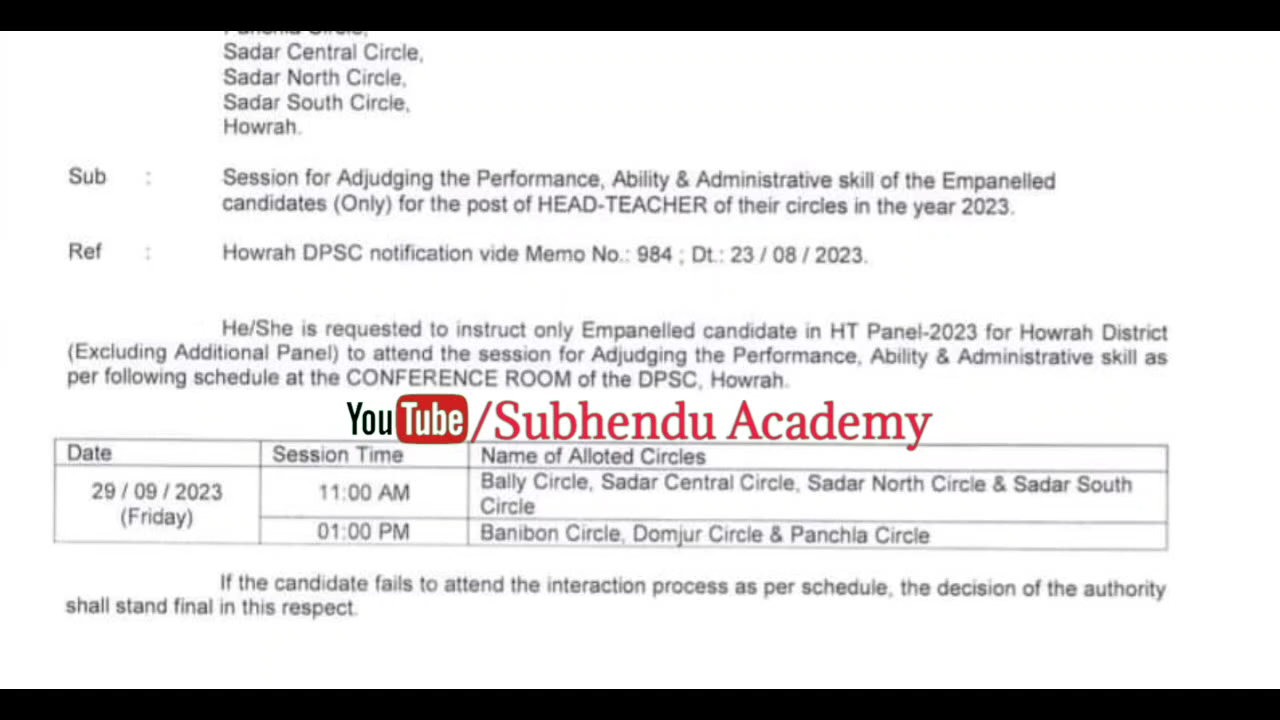 Panchla Circle,
Sadar Central Circle,
Sadar North Circle,
Sadar South Circle,
Howrah.
Sub : Session for Adjudging the Performance, Ability & Administrative skill of the Empanelled
candidates (Only) for the post of HEAD-TEACHER of their circles in the year 2023.
Ref : Howrah DPSC notification vide Memo No.: 984 ; Dt.: 23 / 08 / 2023.
He/She is requested to instruct only Empanelled candidate in HT Panel-2023 for Howrah District
(Excluding Additional Panel) to attend the session for Adjudging the Performance, Ability & Administrative skill as
per following schedule at the CONFERENCE ROOM of the DPSC, Howrah.
YouTube/Subhendu Academy
Date Session Time Name of Alloted Circles
29 / 09 / 2023 11:00 AM Bally Circle, Sadar Central Circle, Sadar North Circle & Sadar South
(Friday) Circle
01:00 PM Banibon Circle, Domjur Circle & Panchla Circle
If the candidate fails to attend the interaction process as per schedule, the decision of the authority
shall stand final in this respect.